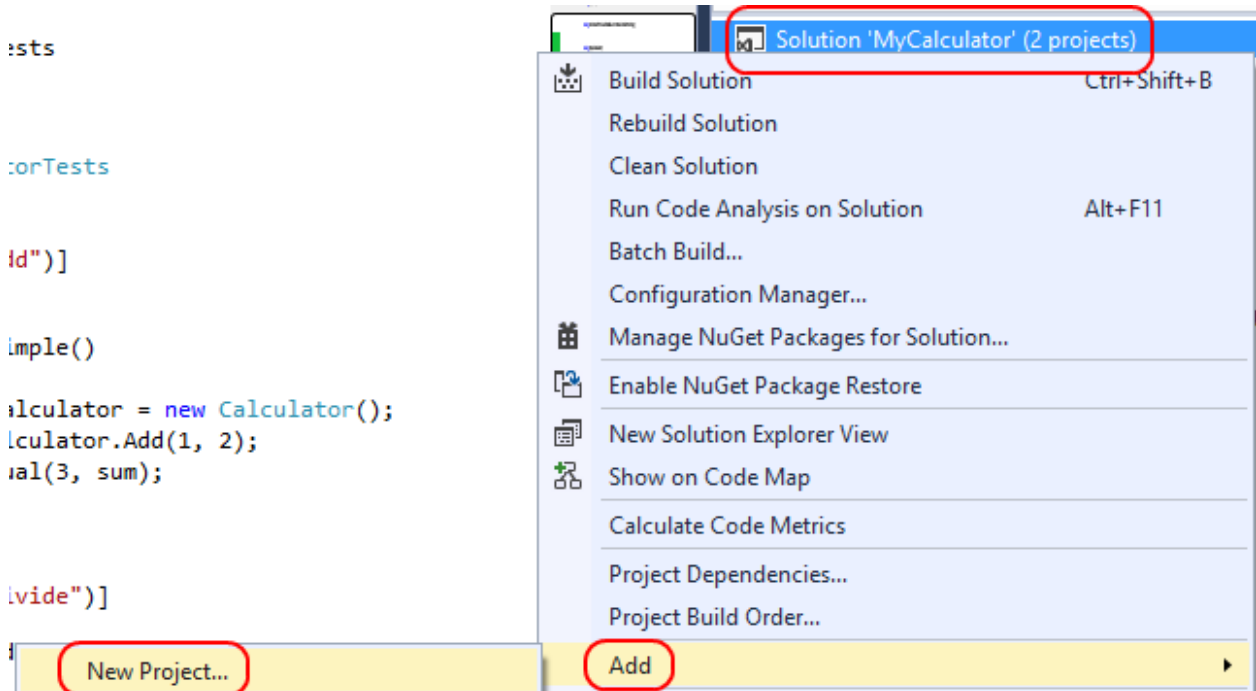 ests
Solution 'MyCalculator' (2 projects)
Build Solution Ctrl+Shift+B
Rebuild Solution
Clean Solution
orTests
Run Code Analysis on Solution Alt+F11
dd")]
Batch Build...
Configuration Manager...
imple()
Manage NuGet Packages for Solution...
Enable NuGet Package Restore
alculator = new Calculator();
lculator.Add(1, 2);
New Solution Explorer View
ual(3, sum);
Show on Code Map
Calculate Code Metrics
Project Dependencies...
ivide")]
Project Build Order...
Add
New Project...